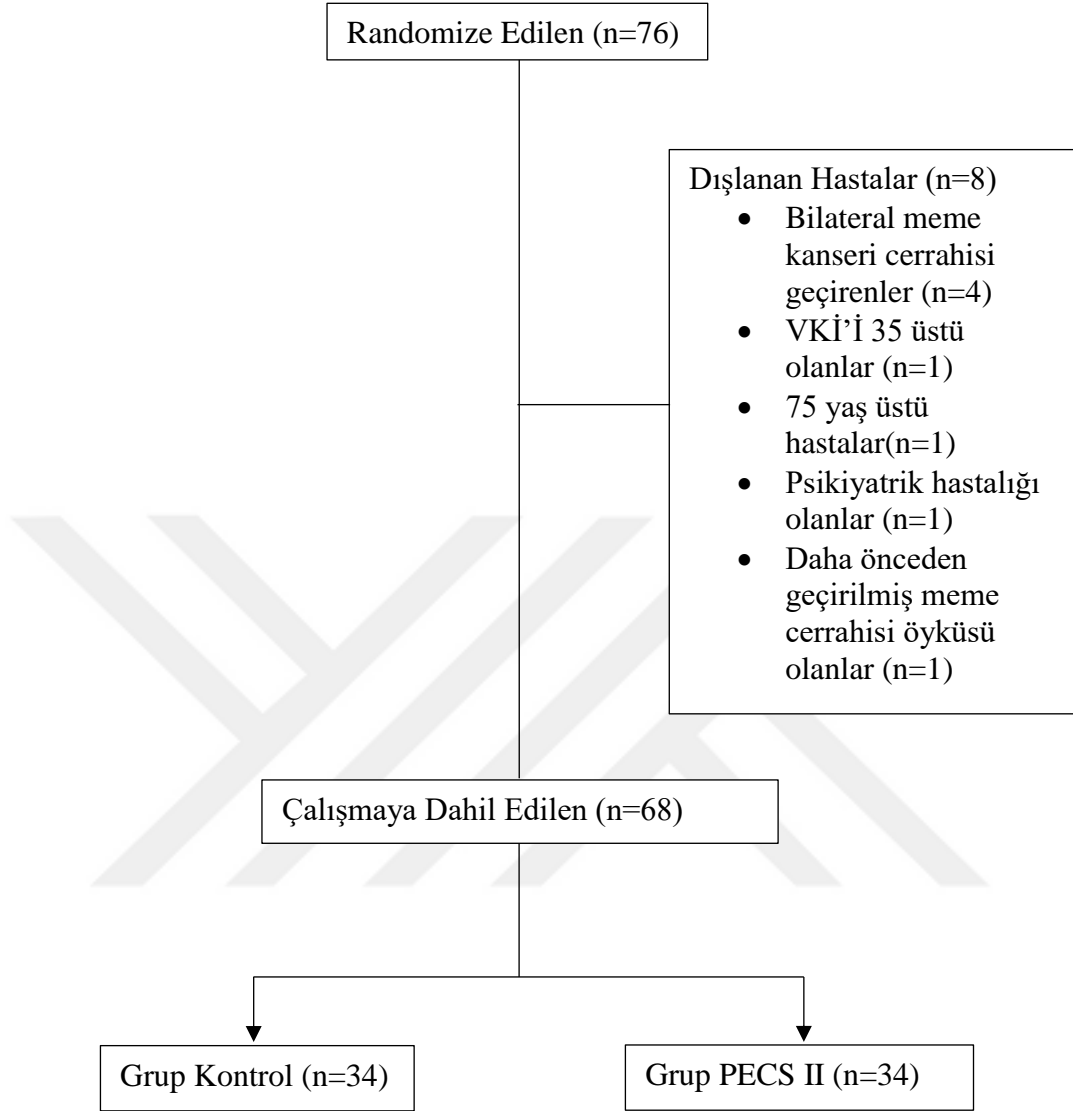 Randomize Edilen (n=76)
Dışlanan Hastalar (n=8)
• Bilateral meme
kanseri cerrahisi
geçirenler (n=4)
• VKİ’İ 35 üstü
olanlar (n=1)
• 75 yaş üstü
hastalar(n=1)
• Psikiyatrik hastalığı
olanlar (n=1)
• Daha önceden
geçirilmiş meme
cerrahisi öyküsü
olanlar (n=1)
Çalışmaya Dahil Edilen (n=68)
Grup Kontrol (n=34)
Grup PECS II (n=34)